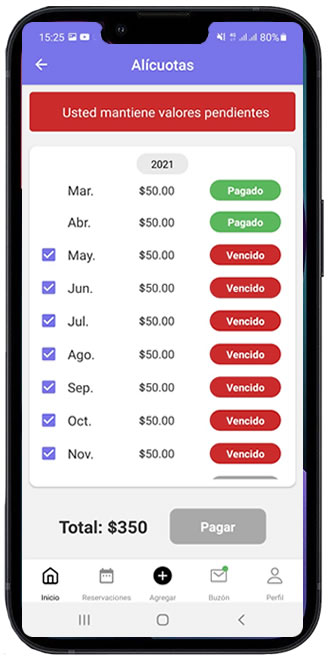 15:25 80%
Alícuotas
Usted mantiene valores pendientes
2021
Mar. $50.00 Pagado
Abr. $50.00 Pagado
May. $50.00 Vencido
Jun. $50.00 Vencido
Jul. $50.00 Vencido
Ago. $50.00 Vencido
Sep. $50.00 Vencido
Oct. $50.00 Vencido
Nov. $50.00 Vencido
Total: $350 Pagar
Inicio Reservaciones Agregar Buzón Perfil